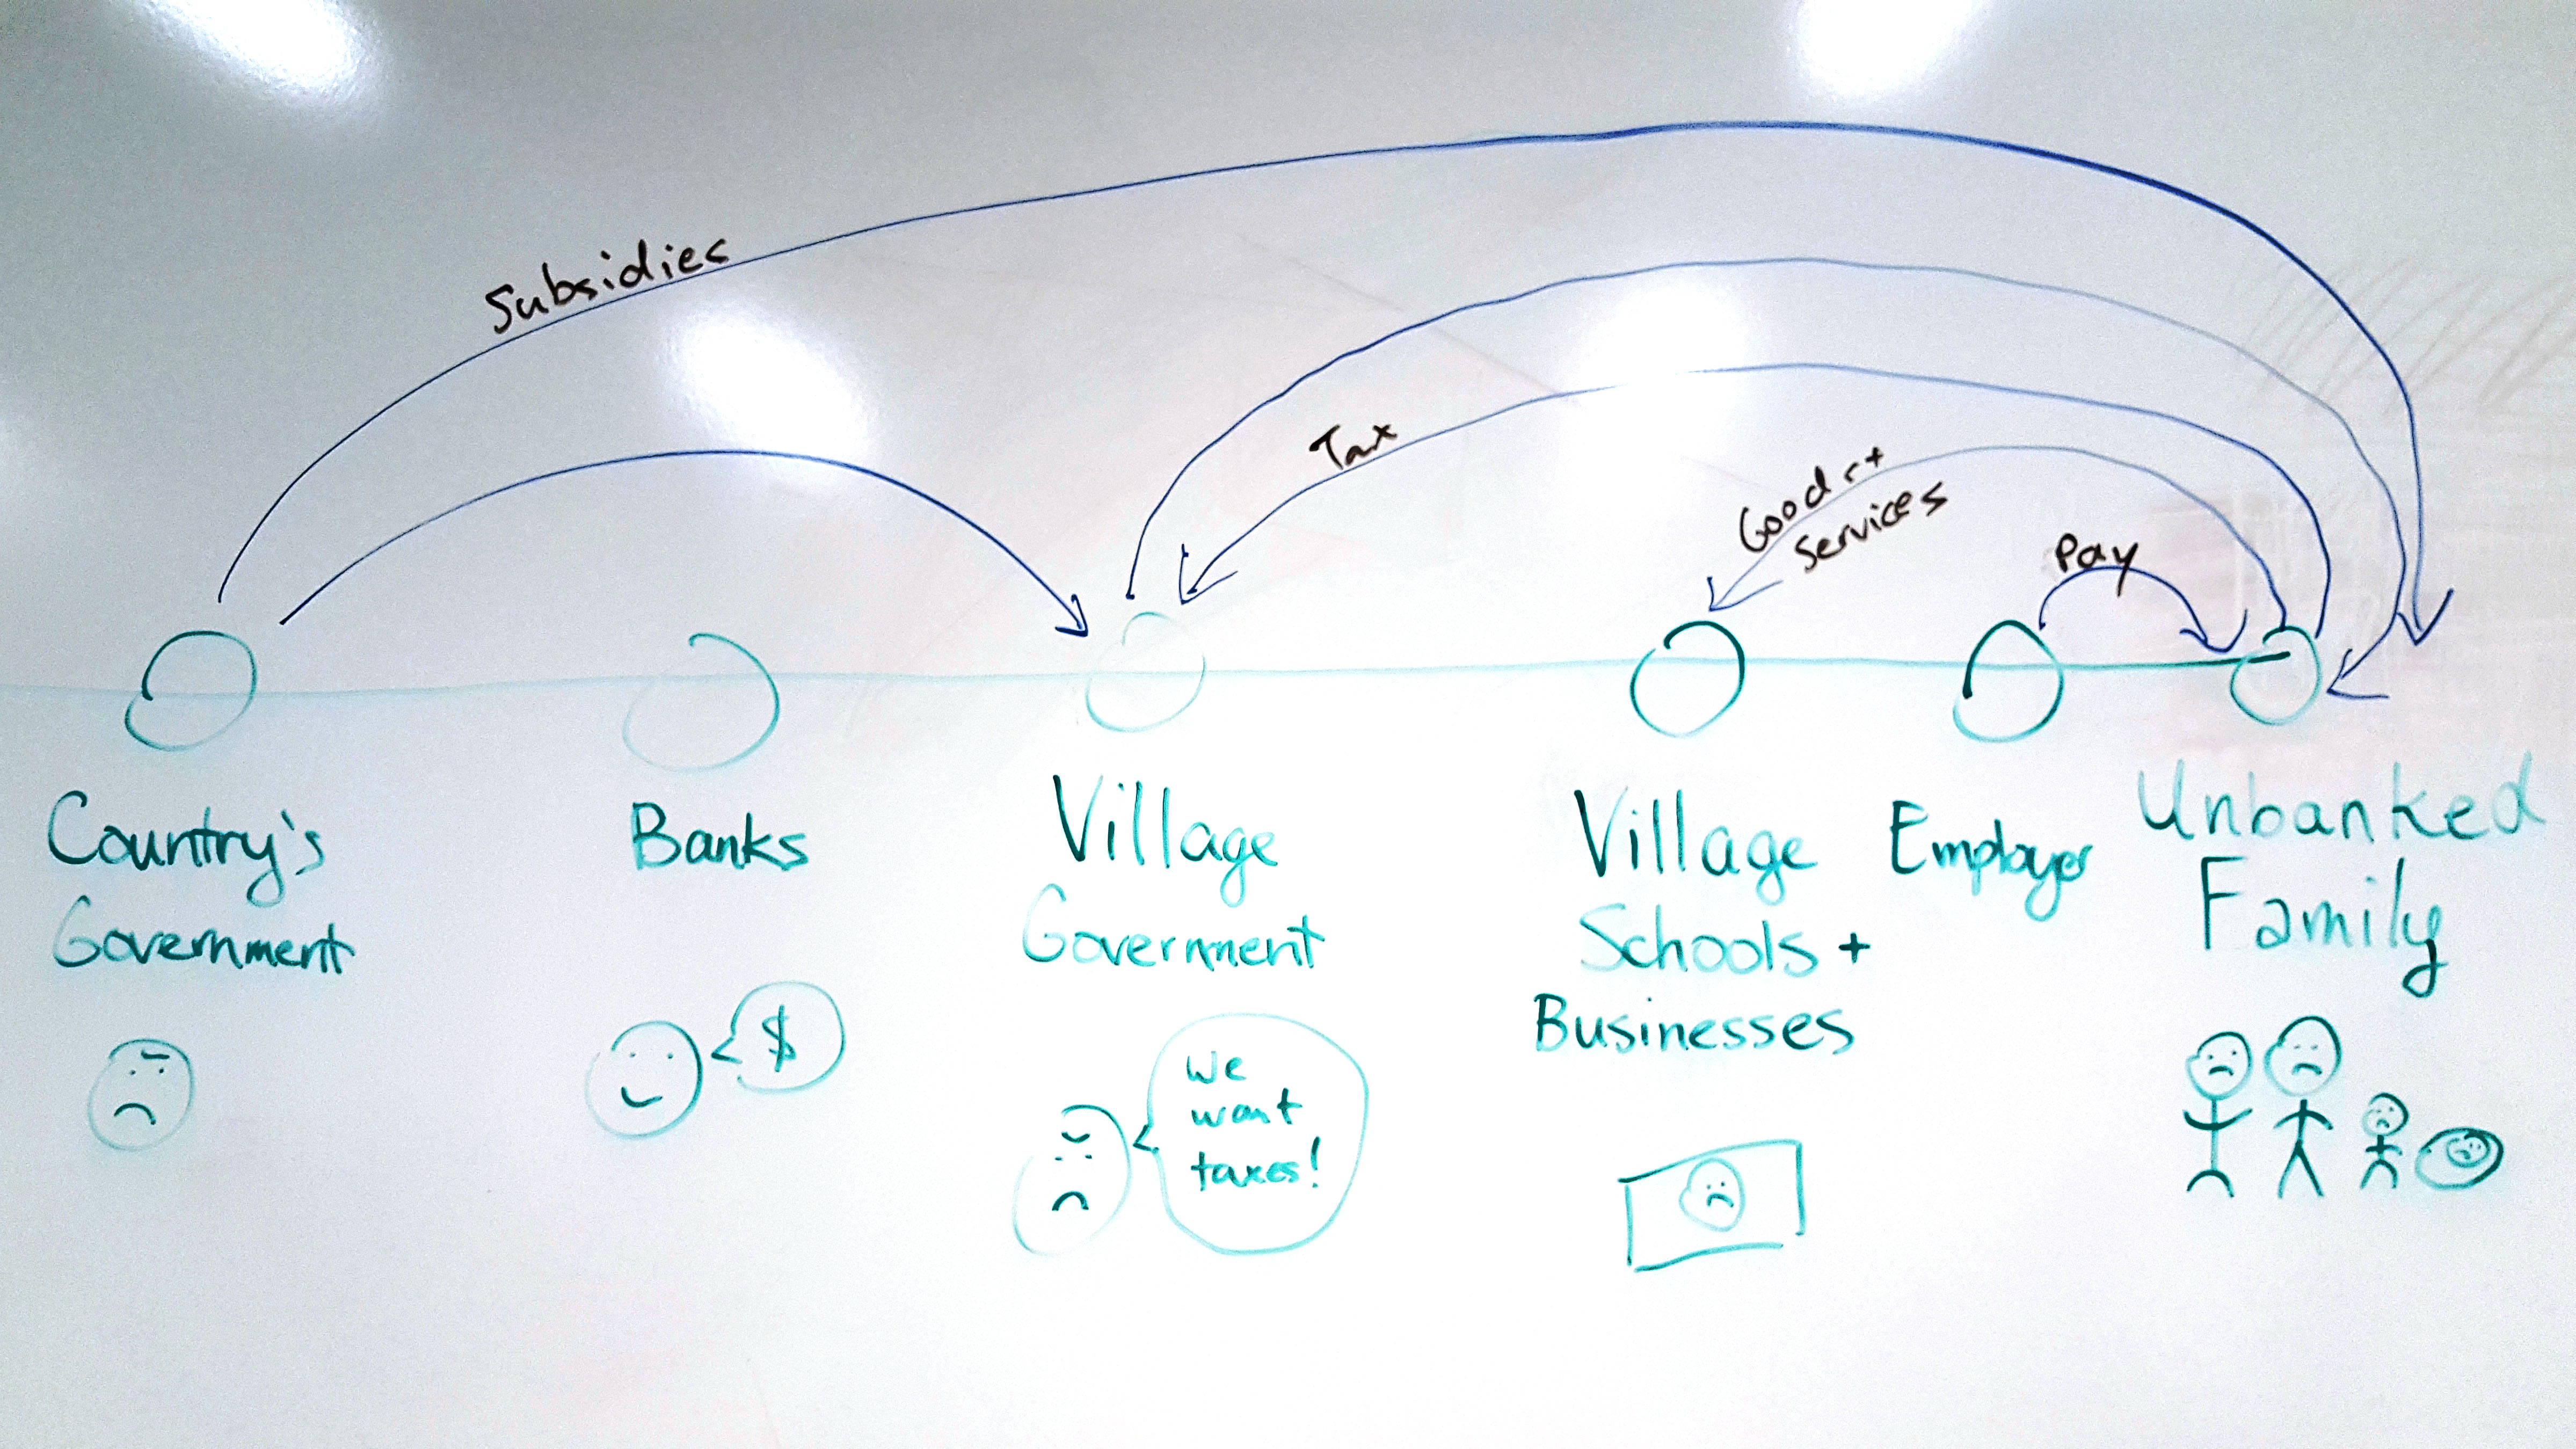 Subsidies
Tax
Goods +
Services
Pay
Country's
Government
Banks
Village
Government
Village
Schools +
Businesses
Employer
Unbanked
Family
$
We
want
taxes!